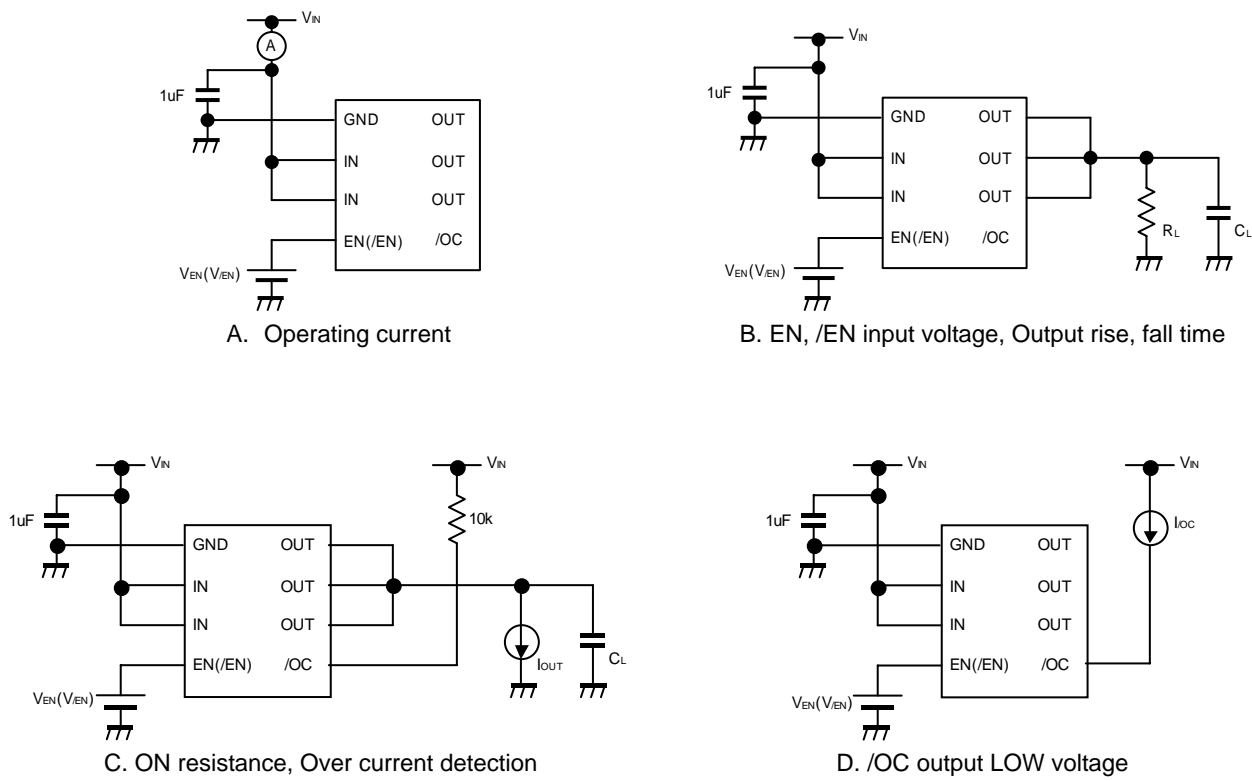 VIN
A
1uF
GND OUT
IN OUT
IN OUT
EN(/EN) /OC
VEN(V/EN)
A. Operating current
VIN
1uF
GND OUT
IN OUT
IN OUT
EN(/EN) /OC
RL CL
VEN(V/EN)
B. EN, /EN input voltage, Output rise, fall time
VIN VIN
1uF 10k
GND OUT
IN OUT
IN OUT
EN(/EN) /OC
IOUT CL
VEN(V/EN)
C. ON resistance, Over current detection
VIN VIN
1uF I/OC
GND OUT
IN OUT
IN OUT
EN(/EN) /OC
VEN(V/EN)
D. /OC output LOW voltage